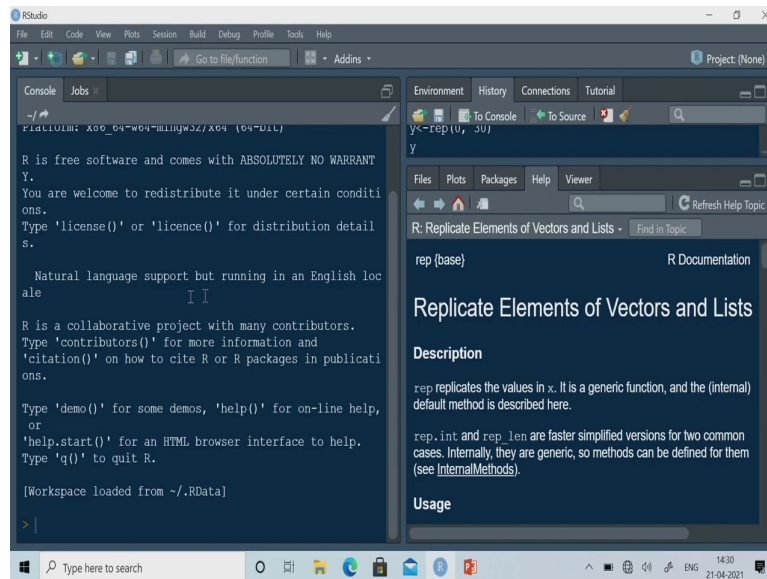 RStudio
File Edit Code View Plots Session Build Debug Profile Tools Help
Go to file/function
Addins
Project: (None)
Console Jobs
~/
Platform: x86_64-w64-mingw32/x64 (64-bit)
R is free software and comes with ABSOLUTELY NO WARRANT
Y.
You are welcome to redistribute it under certain conditi
ons.
Type 'license()' or 'licence()' for distribution detail
s.
Natural language support but running in an English loc
ale
R is a collaborative project with many contributors.
Type 'contributors()' for more information and
'citation()' on how to cite R or R packages in publicati
ons.
Type 'demo()' for some demos, 'help()' for on-line help,
or
'help.start()' for an HTML browser interface to help.
Type 'q()' to quit R.
[Workspace loaded from ~/.RData]
>
Environment History Connections Tutorial
To Console To Source
y<-rep(0, 30)
y
Files Plots Packages Help Viewer
Refresh Help Topic
R: Replicate Elements of Vectors and Lists Find in Topic
rep {base} R Documentation
Replicate Elements of Vectors and Lists
Description
rep replicates the values in x. It is a generic function, and the (internal)
default method is described here.
rep.int and rep_len are faster simplified versions for two common
cases. Internally, they are generic, so methods can be defined for them
(see InternalMethods).
Usage
Type here to search
ENG
14:30
21-04-2021